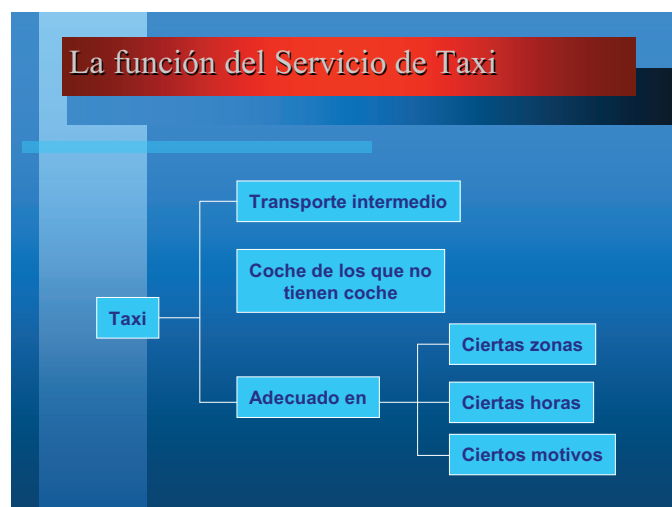 La función del Servicio de Taxi
Transporte intermedio
Coche de los que no
tienen coche
Taxi
Ciertas zonas
Adecuado en
Ciertas horas
Ciertos motivos